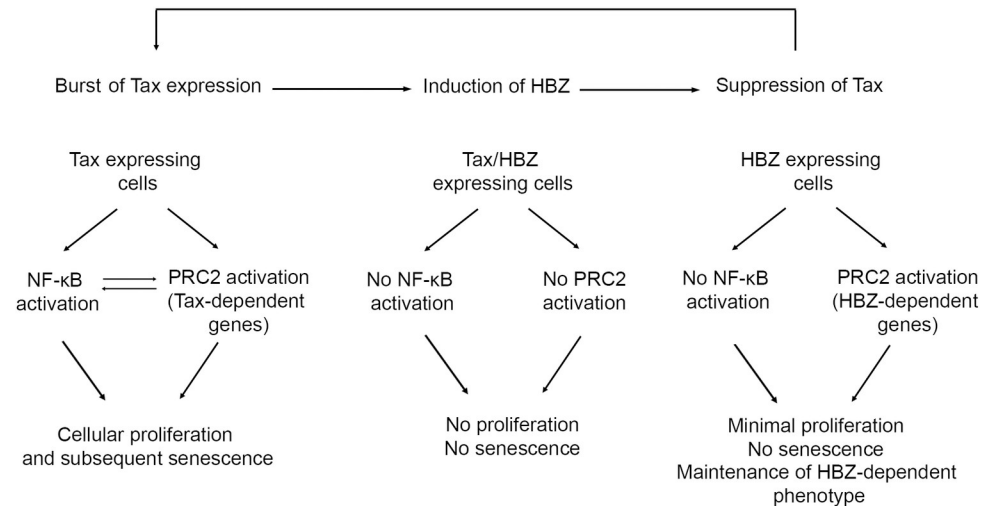 Burst of Tax expression
Induction of HBZ
Suppression of Tax
Tax expressing
cells
Tax/HBZ
expressing cells
HBZ expressing
cells
NF-κB
activation
PRC2 activation
(Tax-dependent
genes)
No NF-κB
activation
No PRC2
activation
No NF-κB
activation
PRC2 activation
(HBZ-dependent
genes)
Cellular proliferation
and subsequent senescence
No proliferation
No senescence
Minimal proliferation
No senescence
Maintenance of HBZ-dependent
phenotype